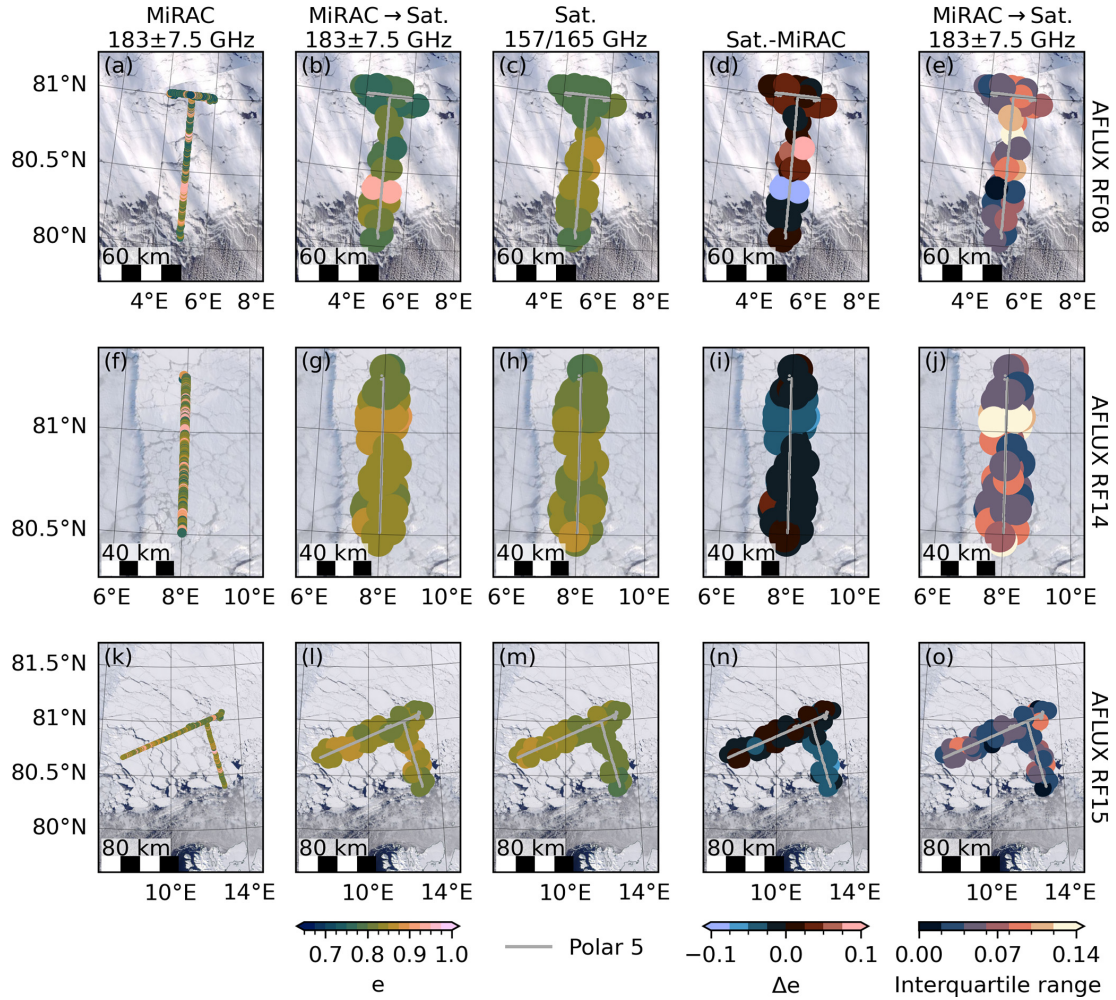 MiRAC
183±7.5 GHz
MiRAC → Sat.
183±7.5 GHz
Sat.
157/165 GHz
Sat.-MiRAC
MiRAC → Sat.
183±7.5 GHz
(a) (b) (c) (d) (e)
81°N
80.5°N
80°N
60 km 60 km 60 km 60 km 60 km
4°E 6°E 8°E 4°E 6°E 8°E 4°E 6°E 8°E 4°E 6°E 8°E 4°E 6°E 8°E
AFLUX RF08
(f) (g) (h) (i) (j)
81°N
80.5°N
40 km 40 km 40 km 40 km 40 km
6°E 8°E 10°E 6°E 8°E 10°E 6°E 8°E 10°E 6°E 8°E 10°E 6°E 8°E 10°E
AFLUX RF14
(k) (l) (m) (n) (o)
81.5°N
81°N
80.5°N
80°N
80 km 80 km 80 km 80 km 80 km
10°E 14°E 10°E 14°E 10°E 14°E 10°E 14°E 10°E 14°E
AFLUX RF15
0.7 0.8 0.9 1.0
e
Polar 5
−0.1 0.0 0.1
Δe
0.00 0.07 0.14
Interquartile range